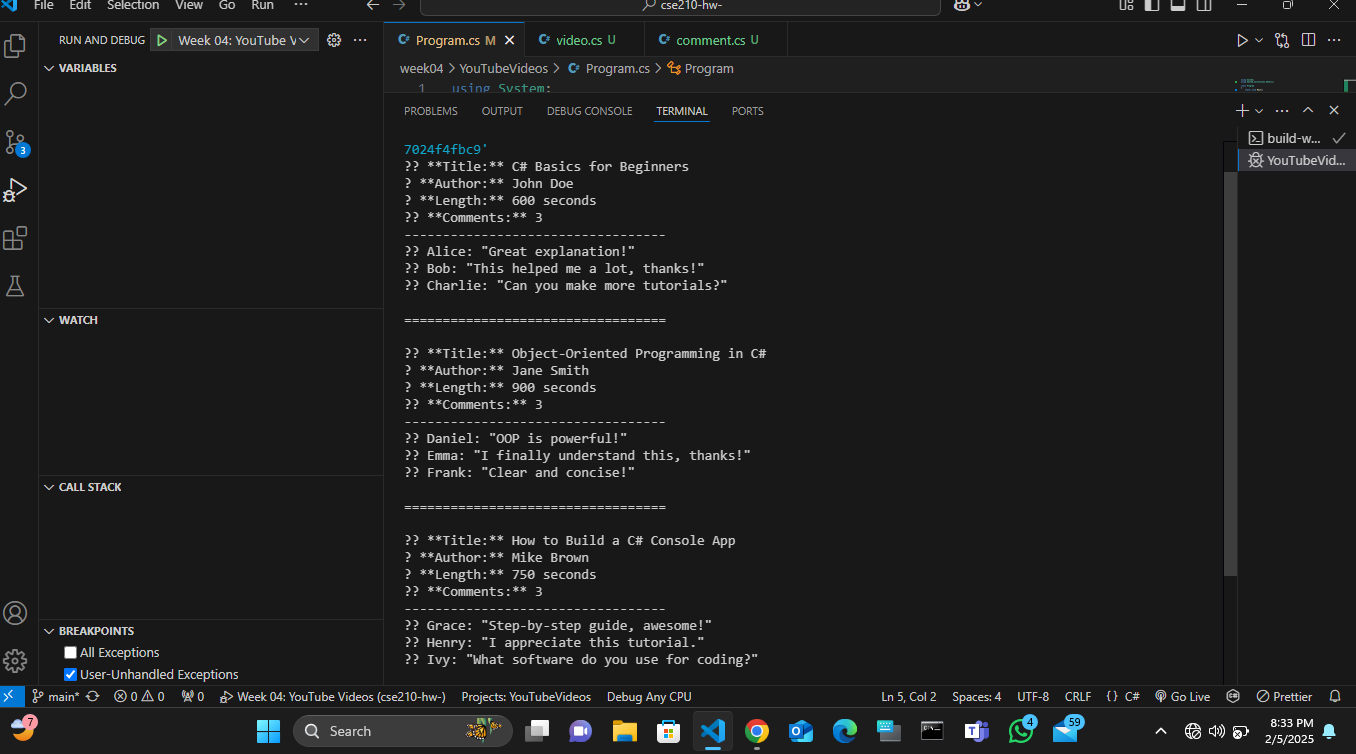 File Edit Selection View Go Run ··· cse210-hw-
RUN AND DEBUG Week 04: YouTube V ···
Program.cs M
video.cs U
comment.cs U
VARIABLES
week04 > YouTubeVideos > Program.cs > Program
1 using System;
PROBLEMS OUTPUT DEBUG CONSOLE TERMINAL PORTS
build-w...
YouTubeVid...
7024f4fbc9'
?? **Title:** C# Basics for Beginners
? **Author:** John Doe
? **Length:** 600 seconds
?? **Comments:** 3
----------------------------------
?? Alice: "Great explanation!"
?? Bob: "This helped me a lot, thanks!"
?? Charlie: "Can you make more tutorials?"
==================================
?? **Title:** Object-Oriented Programming in C#
? **Author:** Jane Smith
? **Length:** 900 seconds
?? **Comments:** 3
----------------------------------
?? Daniel: "OOP is powerful!"
?? Emma: "I finally understand this, thanks!"
?? Frank: "Clear and concise!"
==================================
?? **Title:** How to Build a C# Console App
? **Author:** Mike Brown
? **Length:** 750 seconds
?? **Comments:** 3
----------------------------------
?? Grace: "Step-by-step guide, awesome!"
?? Henry: "I appreciate this tutorial."
?? Ivy: "What software do you use for coding?"
3
WATCH
CALL STACK
BREAKPOINTS
All Exceptions
User-Unhandled Exceptions
main* 0 0 0 Week 04: YouTube Videos (cse210-hw-) Projects: YouTubeVideos Debug Any CPU Ln 5, Col 2 Spaces: 4 UTF-8 CRLF {} C# Go Live Prettier
7 Search 4 59 8:33 PM
2/5/2025